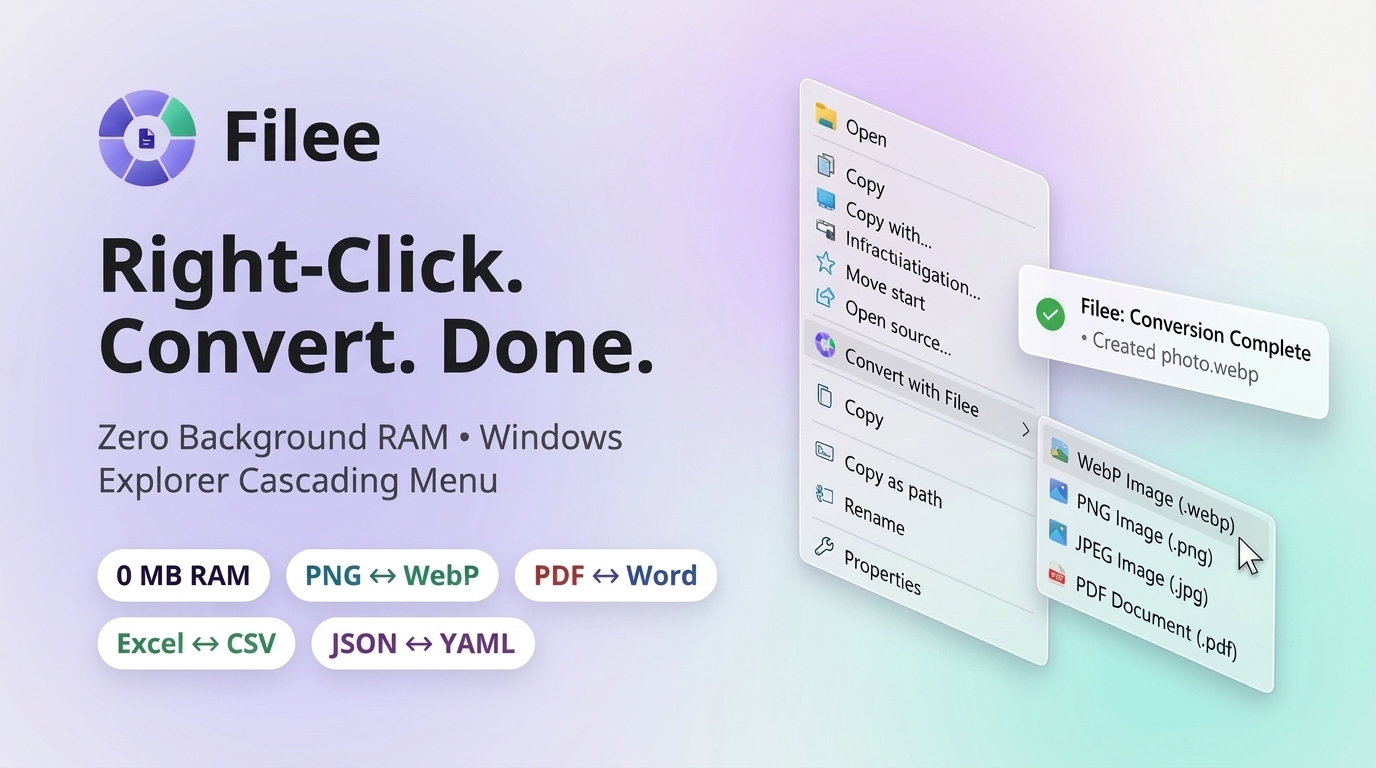 Filee
Right-Click.
Convert. Done.
Zero Background RAM • Windows
Explorer Cascading Menu
0 MB RAM
PNG ↔ WebP
PDF ↔ Word
Excel ↔ CSV
JSON ↔ YAML
Open
Copy
Copy with...
Infractiiatigation...
Move start
Open source...
Convert with Filee
Copy
Copy as path
Rename
Properties
Filee: Conversion Complete
• Created photo.webp
WebP Image (.webp)
PNG Image (.png)
JPEG Image (.jpg)
PDF Document (.pdf)